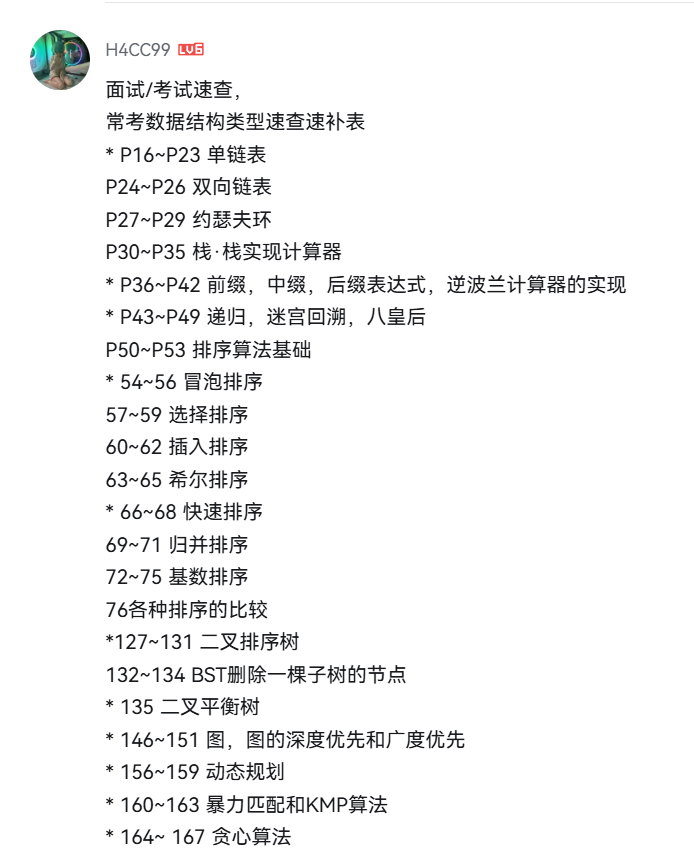 H4CC99 LV6
面试/考试速查，
常考数据结构类型速查速补表
* P16~P23 单链表
P24~P26 双向链表
P27~P29 约瑟夫环
P30~P35 栈·栈实现计算器
* P36~P42 前缀，中缀，后缀表达式，逆波兰计算器的实现
* P43~P49 递归，迷宫回溯，八皇后
P50~P53 排序算法基础
* 54~56 冒泡排序
57~59 选择排序
60~62 插入排序
63~65 希尔排序
* 66~68 快速排序
69~71 归并排序
72~75 基数排序
76各种排序的比较
*127~131 二叉排序树
132~134 BST删除一棵子树的节点
* 135 二叉平衡树
* 146~151 图，图的深度优先和广度优先
* 156~159 动态规划
* 160~163 暴力匹配和KMP算法
* 164~ 167 贪心算法